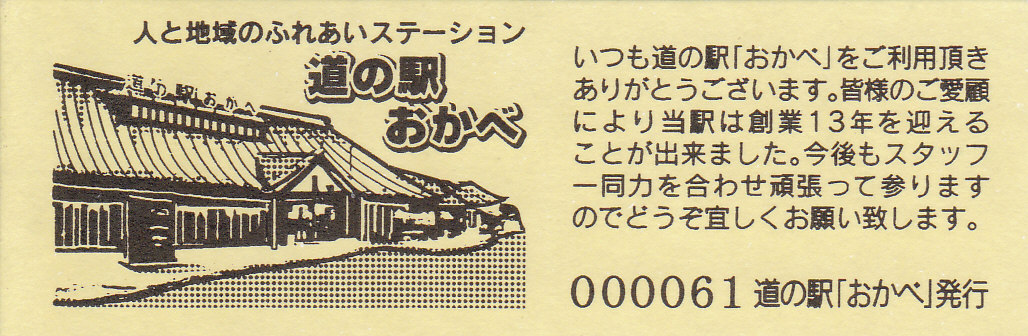 人と地域のふれあいステーション
道の駅
おかべ
道の駅おかべ
いつも道の駅「おかべ」をご利用頂き
ありがとうございます。皆様のご愛顧
により当駅は創業13年を迎える
ことが出来ました。今後もスタッフ
一同力を合わせ頑張って参ります
のでどうぞ宜しくお願い致します。
000061 道の駅「おかべ」発行